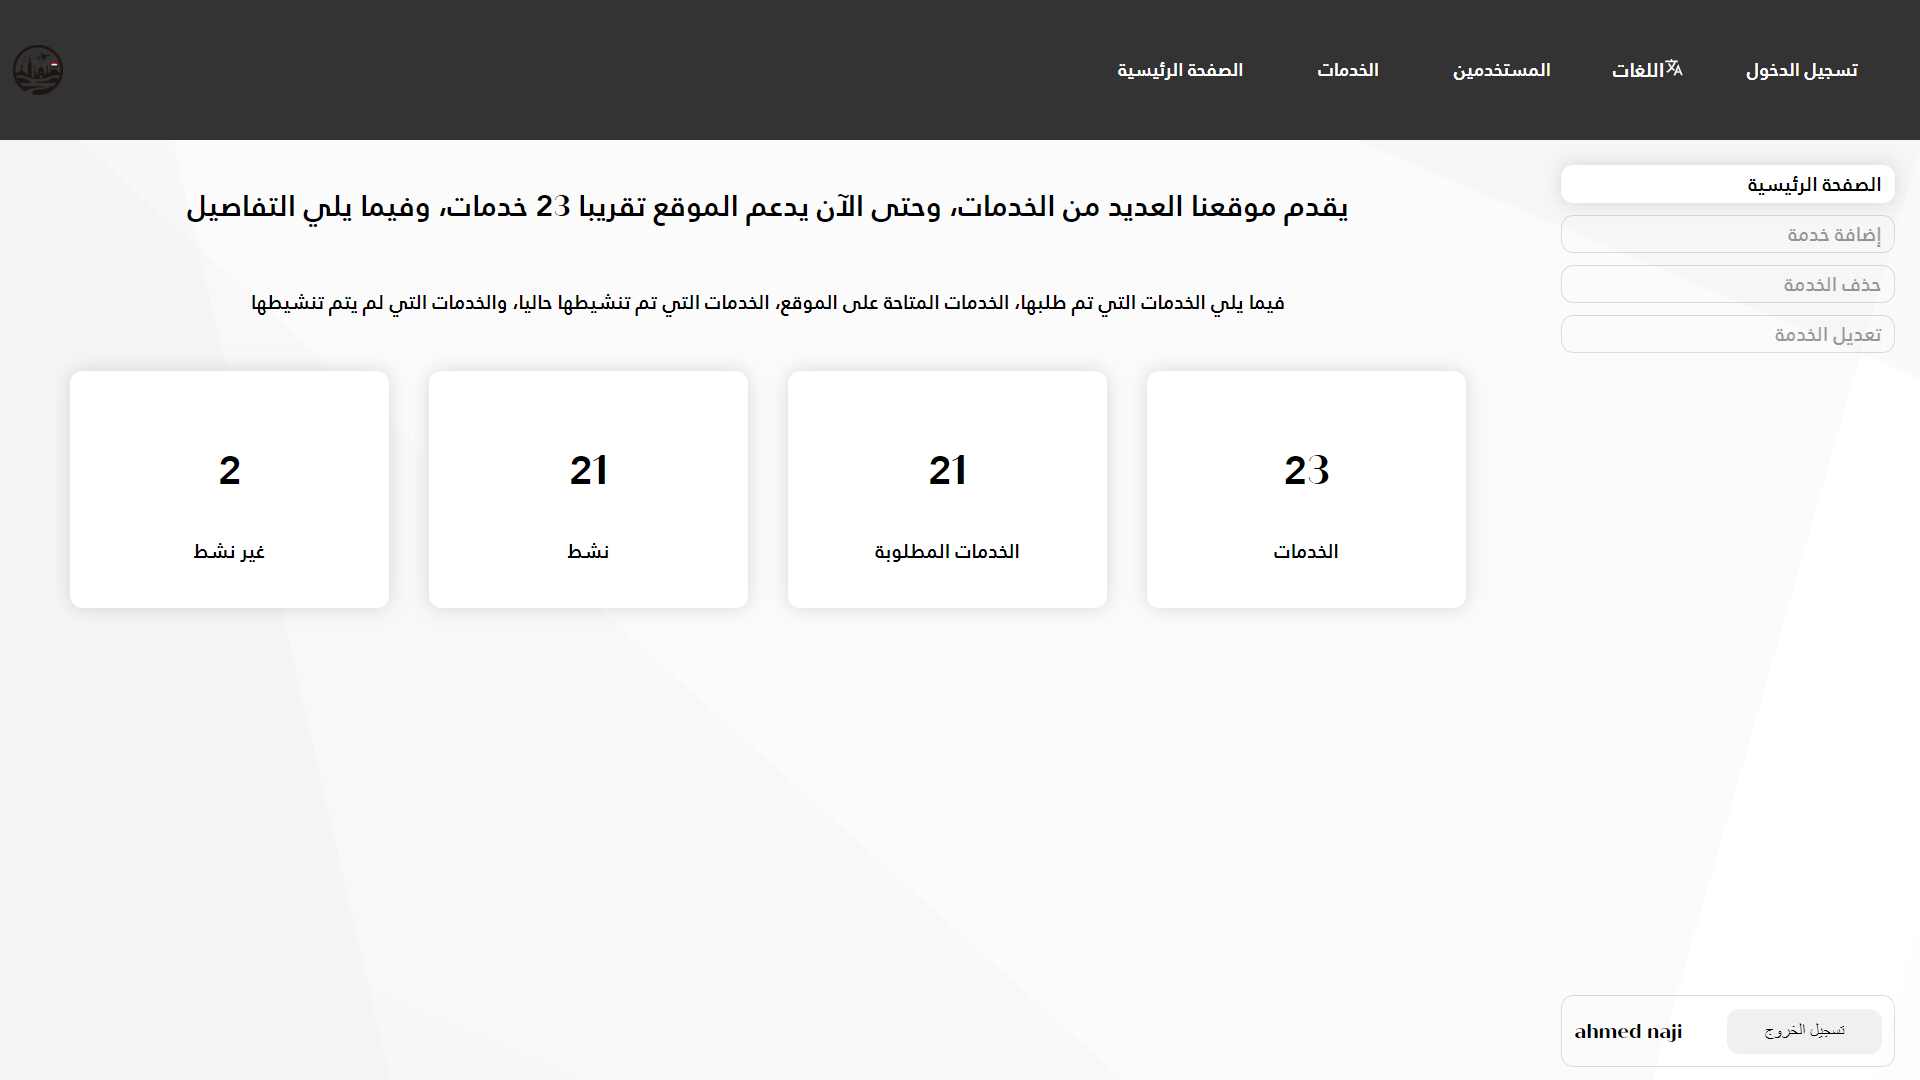 تسجيل الدخول
اللغات
المستخدمين
الخدمات
الصفحة الرئيسية
الصفحة الرئيسية
إضافة خدمة
حذف الخدمة
تعديل الخدمة
يقدم موقعنا العديد من الخدمات، وحتى الآن يدعم الموقع تقريبا 23 خدمات، وفيما يلي التفاصيل
فيما يلي الخدمات التي تم طلبها، الخدمات المتاحة على الموقع، الخدمات التي تم تنشيطها حاليا، والخدمات التي لم يتم تنشيطها
23
الخدمات
21
الخدمات المطلوبة
21
نشط
2
غير نشط
تسجيل الخروج
ahmed naji